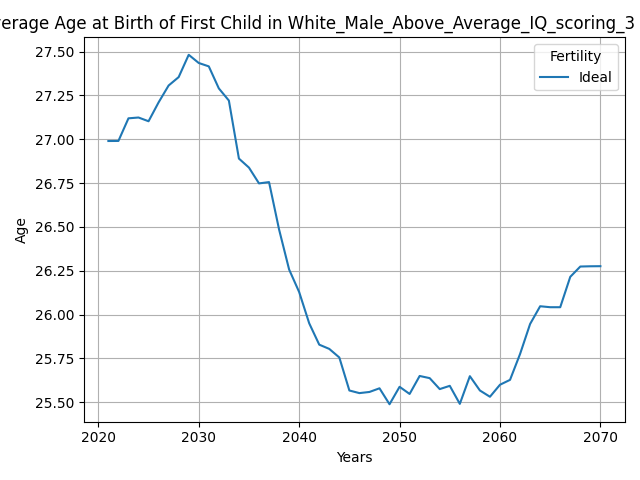 verage Age at Birth of First Child in White_Male_Above_Average_IQ_scoring_3
Fertility
Ideal
27.50
27.25
27.00
26.75
26.50
26.25
26.00
25.75
25.50
Age
2020 2030 2040 2050 2060 2070
Years